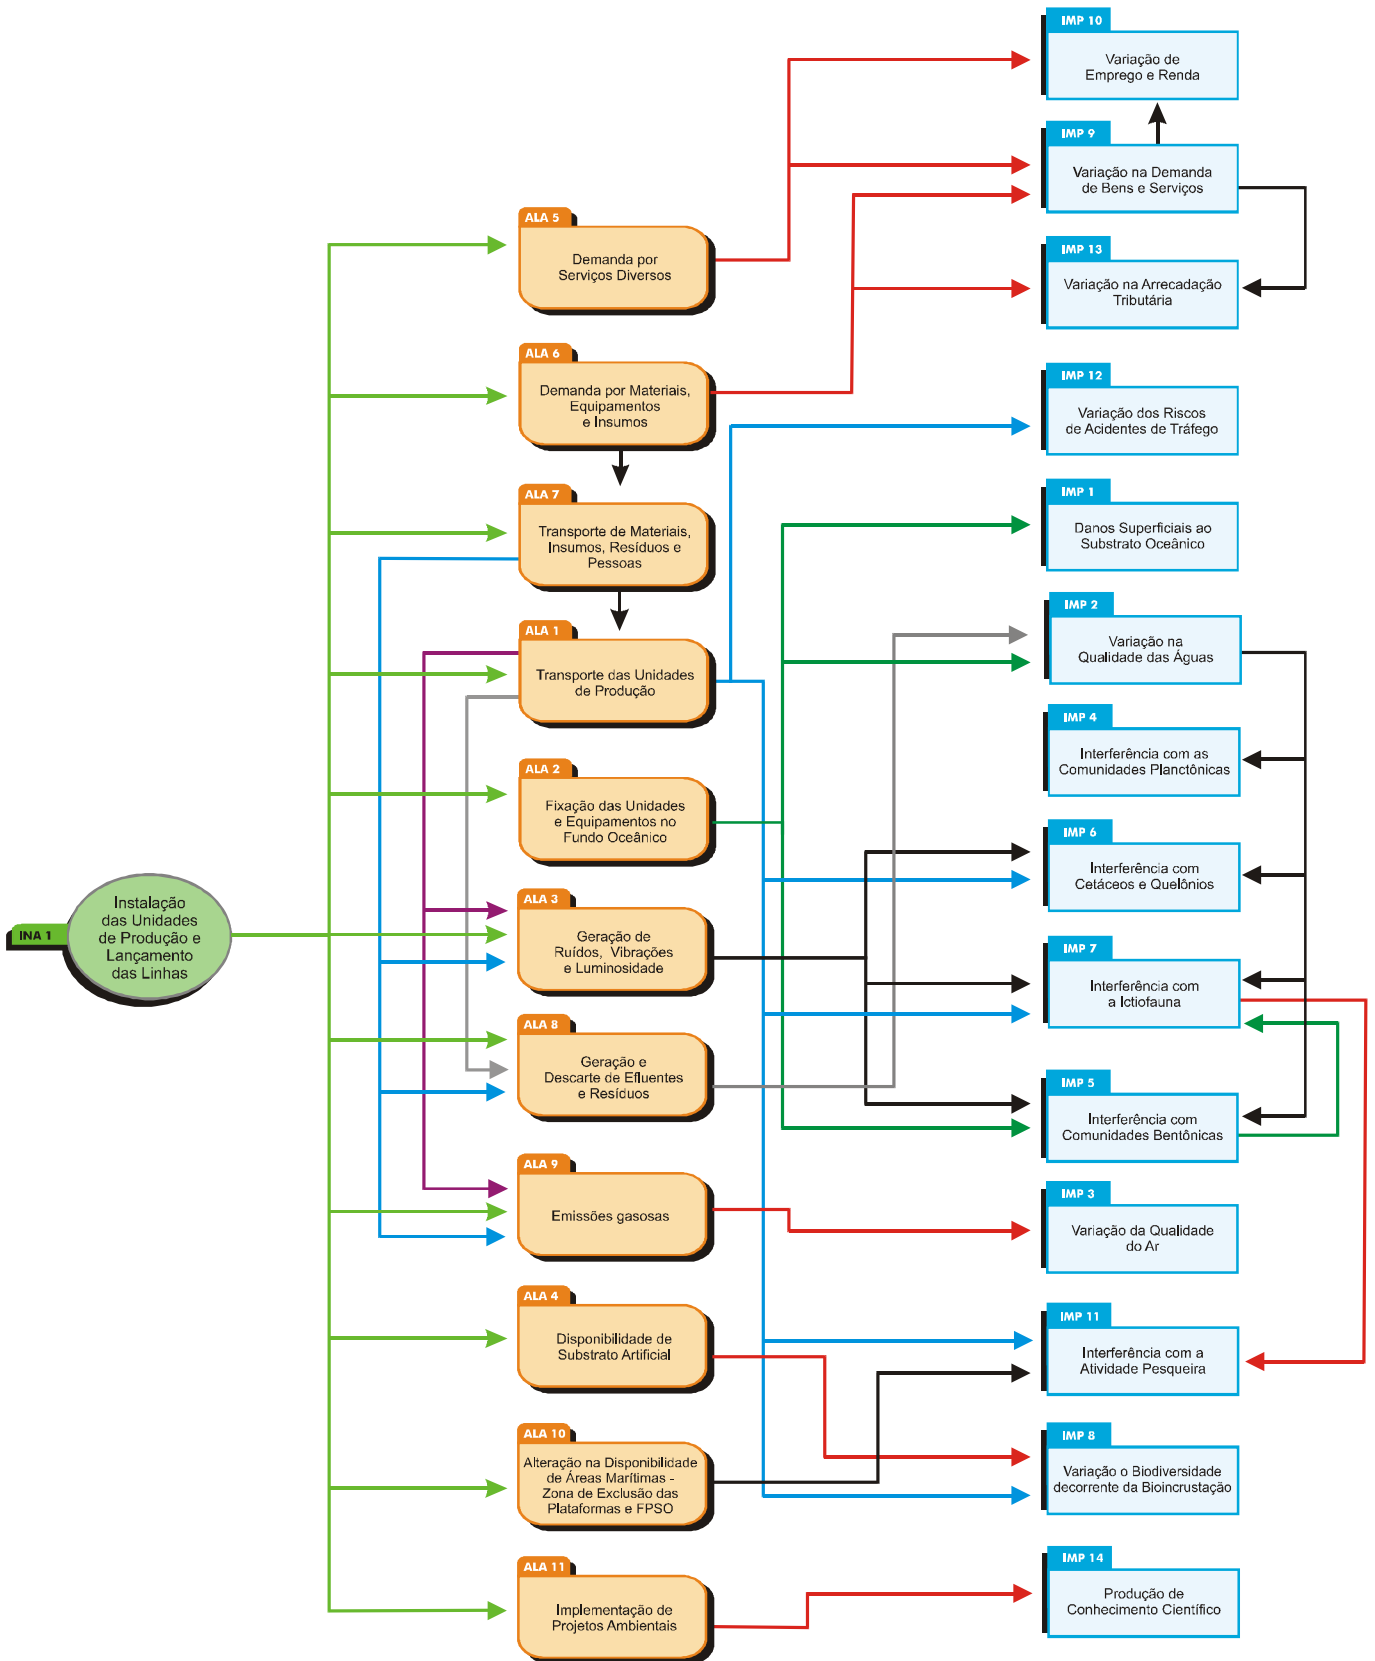 INA 1
Instalação
das Unidades
de Produção e
Lançamento
das Linhas
ALA 5
Demanda por
Serviços Diversos
ALA 6
Demanda por Materiais,
Equipamentos
e Insumos
ALA 7
Transporte de Materiais,
Insumos, Resíduos e
Pessoas
ALA 1
Transporte das Unidades
de Produção
ALA 2
Fixação das Unidades
e Equipamentos no
Fundo Oceânico
ALA 3
Geração de
Ruídos, Vibrações
e Luminosidade
ALA 8
Geração e
Descarte de Efluentes
e Resíduos
ALA 9
Emissões gasosas
ALA 4
Disponibilidade de
Substrato Artificial
ALA 10
Alteração na Disponibilidade
de Áreas Marítimas -
Zona de Exclusão das
Plataformas e FPSO
ALA 11
Implementação de
Projetos Ambientais
IMP 10
Variação de
Emprego e Renda
IMP 9
Variação na Demanda
de Bens e Serviços
IMP 13
Variação na Arrecadação
Tributária
IMP 12
Variação dos Riscos
de Acidentes de Tráfego
IMP 1
Danos Superficiais ao
Substrato Oceânico
IMP 2
Variação na
Qualidade das Águas
IMP 4
Interferência com as
Comunidades Planctônicas
IMP 6
Interferência com
Cetáceos e Quelônios
IMP 7
Interferência com
a Ictiofauna
IMP 5
Interferência com
Comunidades Bentônicas
IMP 3
Variação da Qualidade
do Ar
IMP 11
Interferência com a
Atividade Pesqueira
IMP 8
Variação o Biodiversidade
decorrente da Bioincrustação
IMP 14
Produção de
Conhecimento Científico